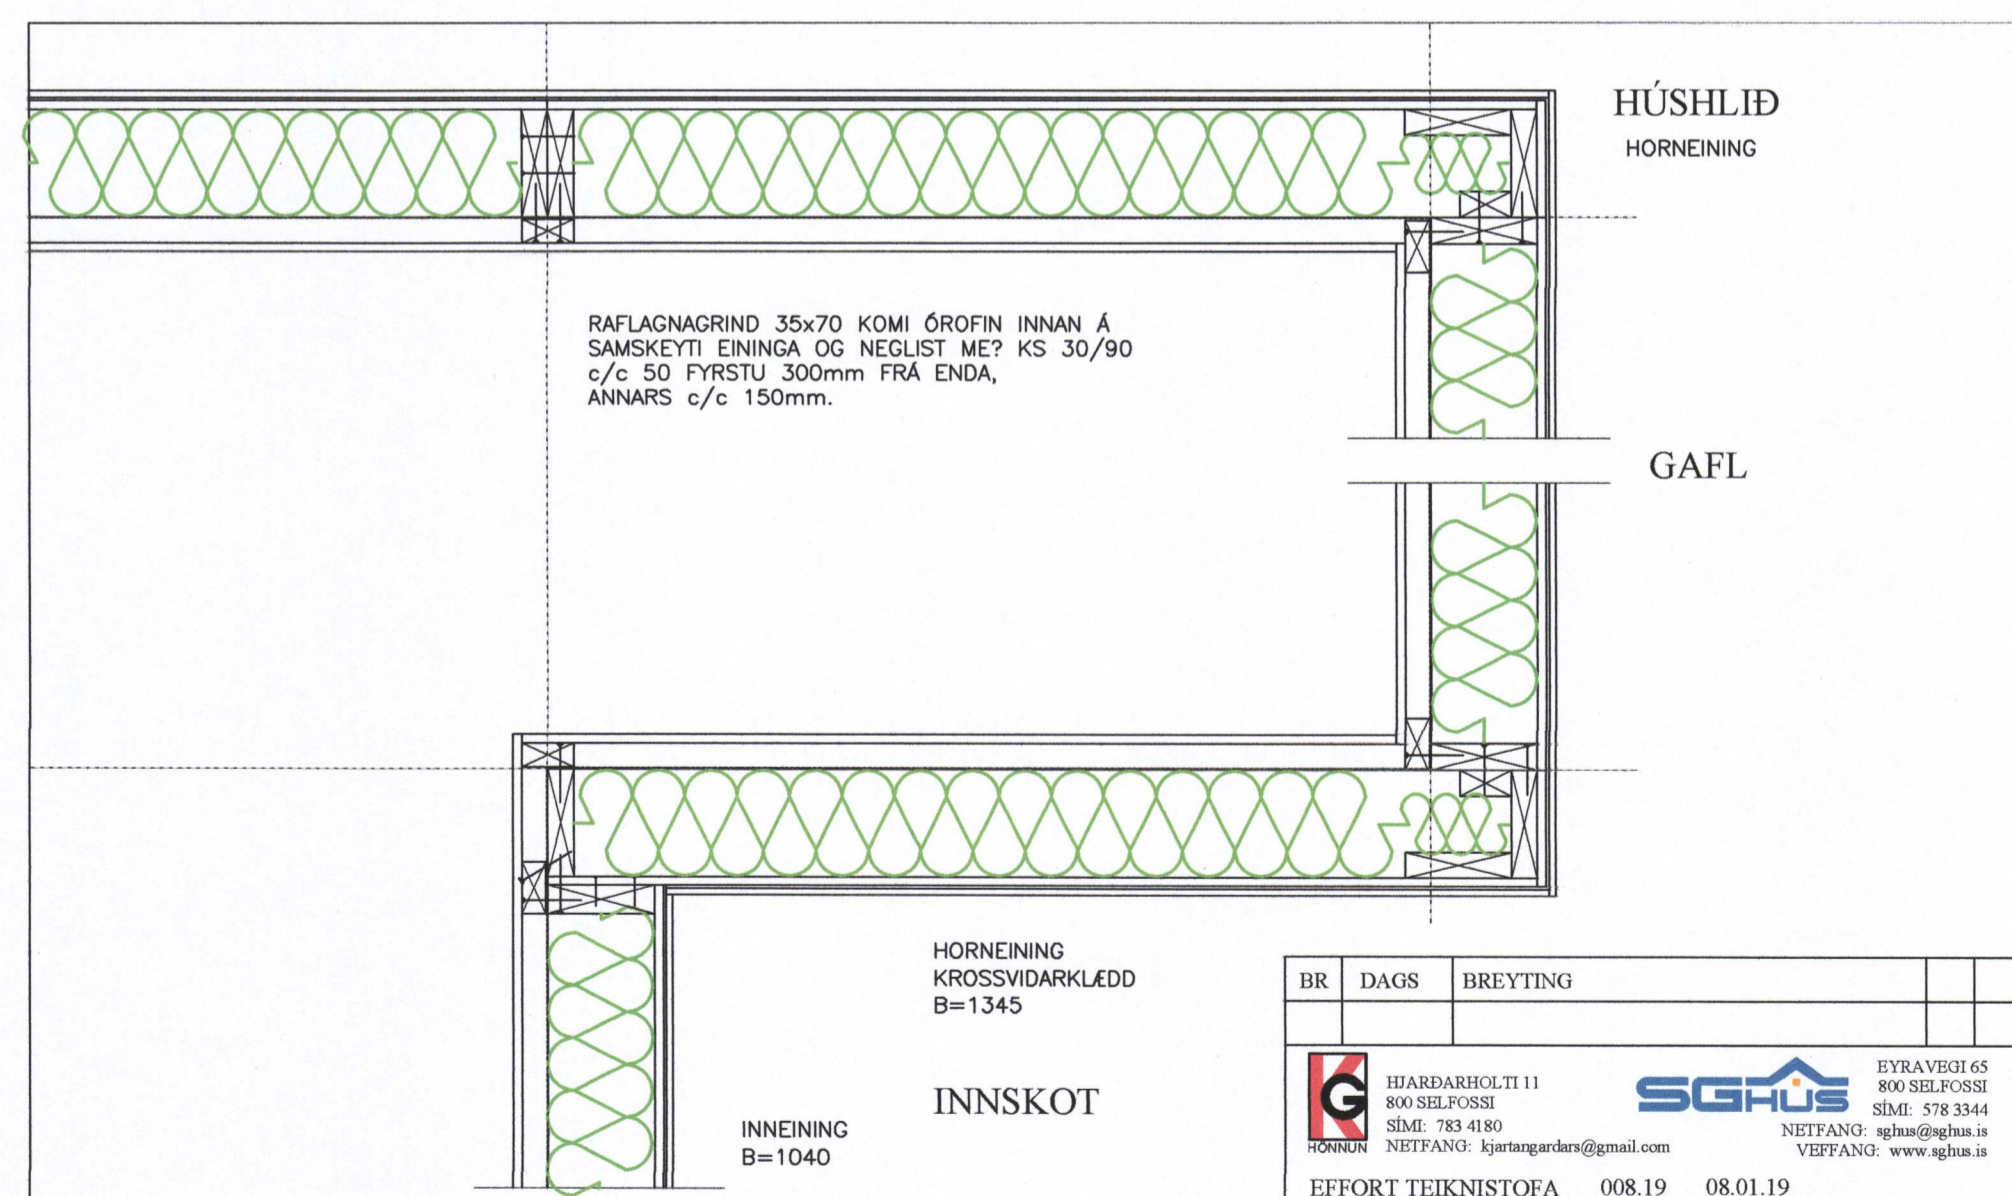 HÚSHLIÐ
HORNEINING
RAFLAGNAGRIND 35x70 KOMI ÓROFIN INNAN Á
SAMSKEYTI EININGA OG NEGLIST ME? KS 30/90
c/c 50 FYRSTU 300mm FRÁ ENDA,
ANNARS c/c 150mm.
GAFL
HORNEINING
KROSSVIDARKLÆDD
B=1345
INNSKOT
INNEINING
B=1040
BR DAGS BREYTING
KG
HÖNNUN
HJARÐARHOLTI 11
800 SELFOSSI
SÍMI: 783 4180
NETFANG: kjartangardars@gmail.com
SGHÚS
EYRAVEGI 65
800 SELFOSSI
SÍMI: 578 3344
NETFANG: sghus@sghus.is
VEFFANG: www.sghus.is
EFFORT TEIKNISTOFA 008.19 08.01.19